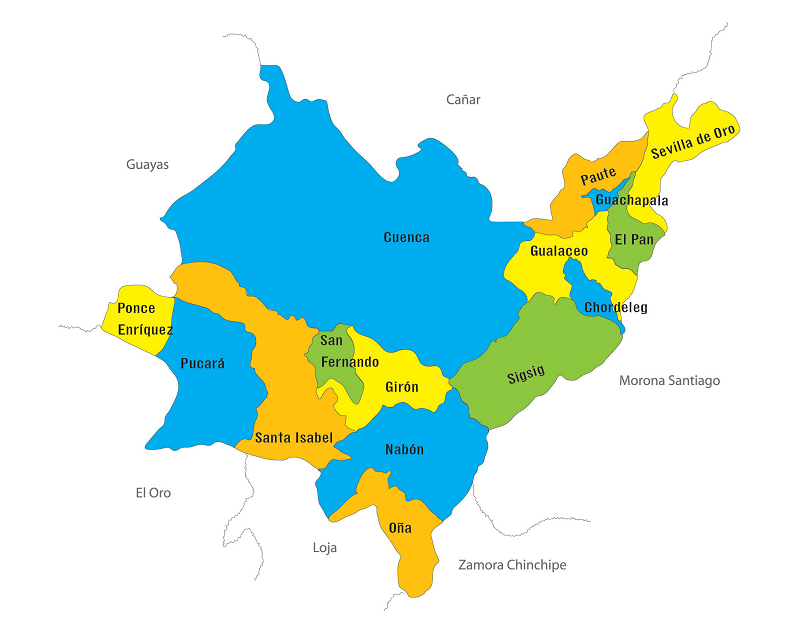 Cañar
Guayas
Sevilla de Oro
Paute
Guachapala
Cuenca
El Pan
Gualaceo
Ponce
Enríquez
Chordeleg
San
Fernando
Pucará
Sigsig
Morona Santiago
Girón
Santa Isabel
Nabón
El Oro
Oña
Loja
Zamora Chinchipe